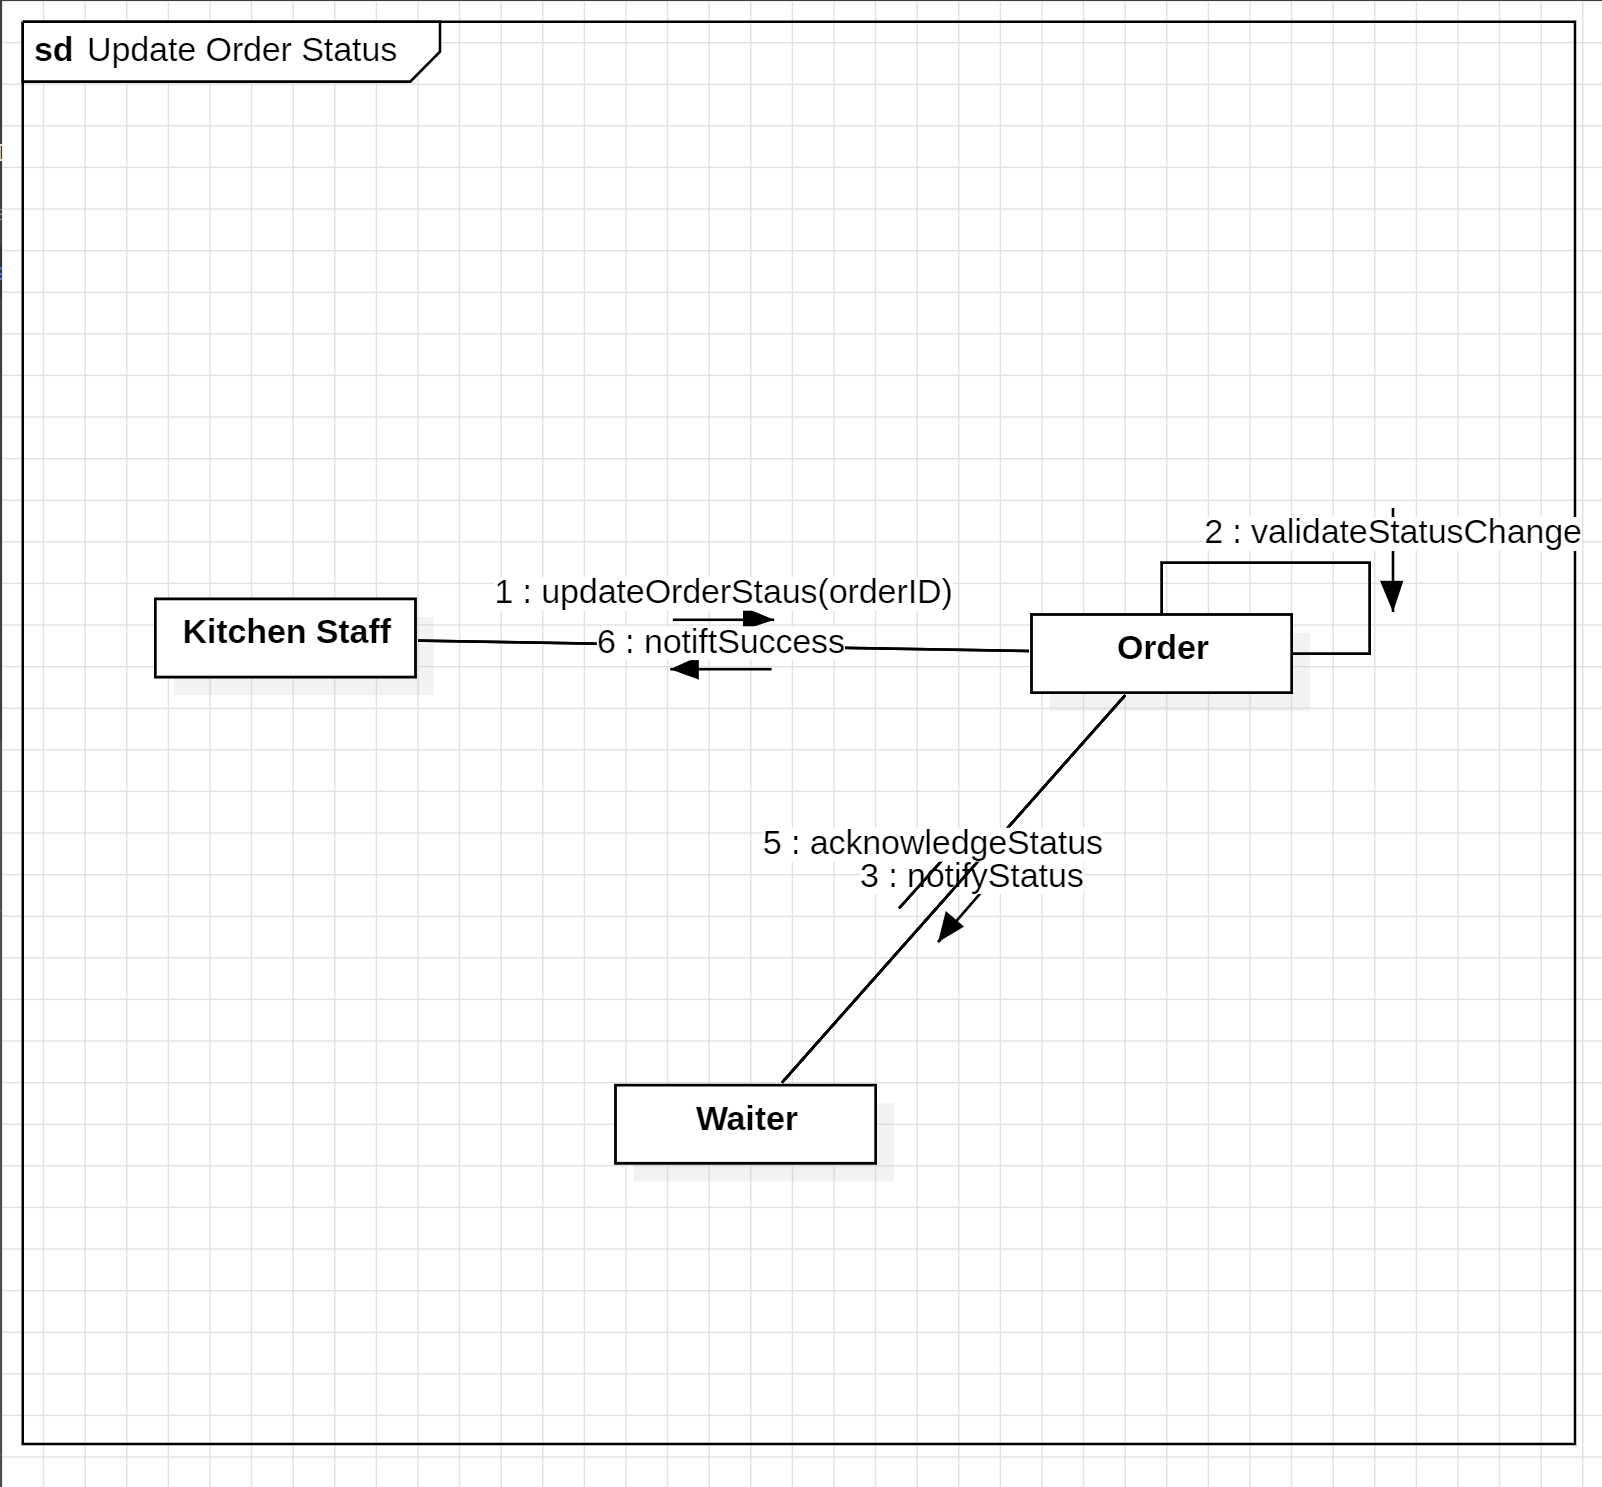 sd Update Order Status
2 : validateStatusChange
1 : updateOrderStaus(orderID)
Kitchen Staff
6 : notiftSuccess
Order
5 : acknowledgeStatus
3 : notifyStatus
Waiter